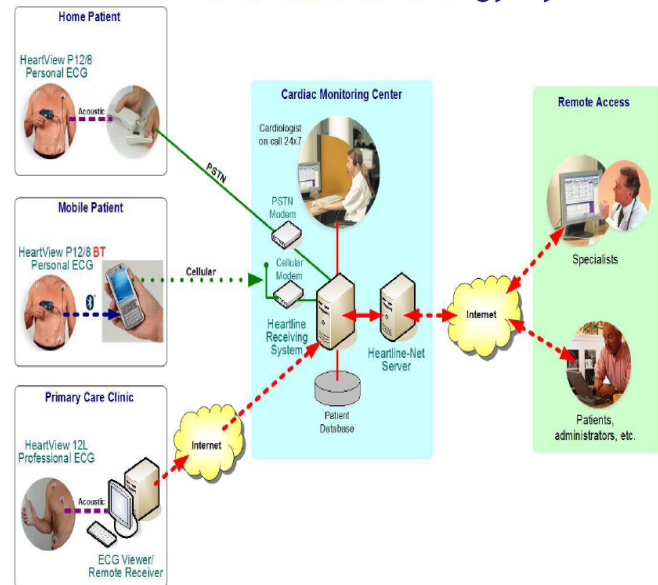 Home Patient
HeartView P12/8
Personal ECG
Acoustic
PSTN
Mobile Patient
HeartView P12/8 BT
Personal ECG
Cellular
Primary Care Clinic
HeartView 12L
Professional ECG
Acoustic
ECG Viewer/
Remote Receiver
Internet
Cardiac Monitoring Center
Cardiologist
on call 24x7
PSTN
Modem
Cellular
Modem
Heartline
Receiving
System
Heartline-Net
Server
Patient
Database
Internet
Remote Access
Specialists
Patients,
administrators, etc.